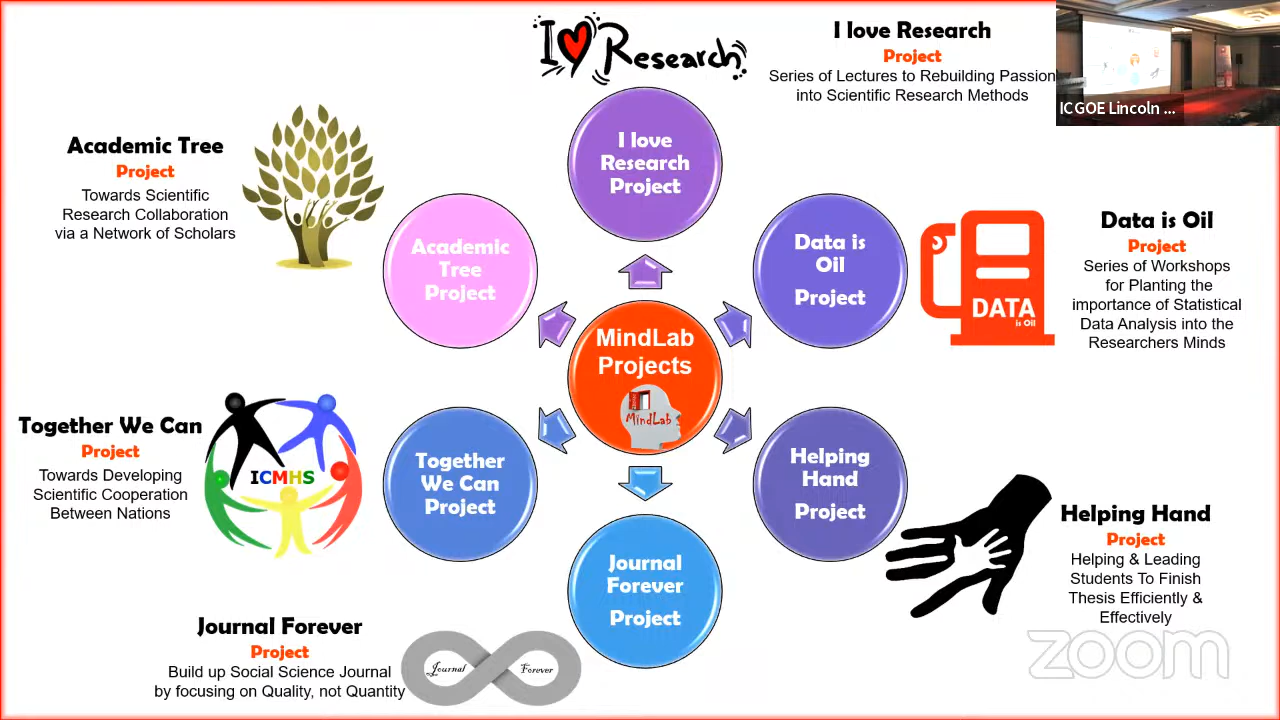 I Research
I love Research
Project
Series of Lectures to Rebuilding Passion
into Scientific Research Methods
ICGOE Lincoln ...
Academic Tree
Project
Towards Scientific
Research Collaboration
via a Network of Scholars
I love
Research
Project
Academic
Tree
Project
Data is
Oil
Project
DATA
is Oil
Data is Oil
Project
Series of Workshops
for Planting the
importance of Statistical
Data Analysis into the
Researchers Minds
MindLab
Projects
MindLab
Together We Can
Project
Towards Developing
Scientific Cooperation
Between Nations
ICMHS
Together
We Can
Project
Helping
Hand
Project
Helping Hand
Project
Helping & Leading
Students To Finish
Thesis Efficiently &
Effectively
Journal
Forever
Project
Journal Forever
Project
Build up Social Science Journal
by focusing on Quality, not Quantity
Journal Forever
zoom